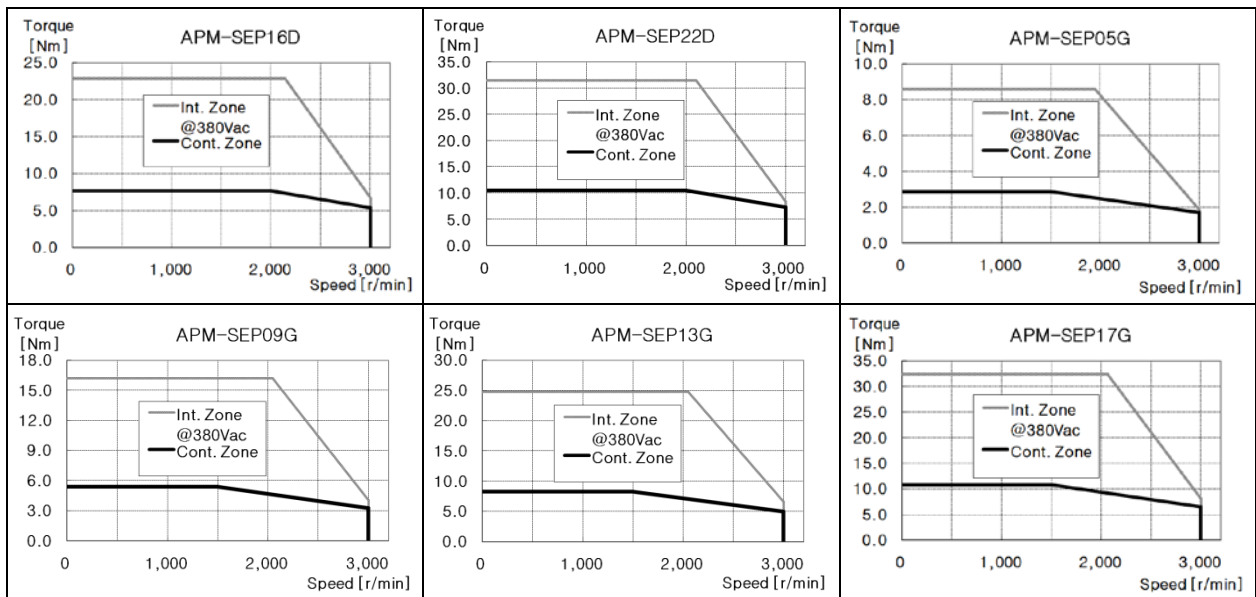 Torque
[Nm]
APM-SEP16D
25.0
20.0
15.0
10.0
5.0
0.0
Int. Zone
@380Vac
Cont. Zone
0 1,000 2,000 3,000
Speed [r/min]
Torque
[Nm]
APM-SEP22D
35.0
30.0
25.0
20.0
15.0
10.0
5.0
0.0
Int. Zone
@380Vac
Cont. Zone
0 1,000 2,000 3,000
Speed [r/min]
Torque
[Nm]
APM-SEP05G
10.0
8.0
6.0
4.0
2.0
0.0
Int. Zone
@380Vac
Cont. Zone
0 1,000 2,000 3,000
Speed [r/min]
Torque
[Nm]
APM-SEP09G
18.0
15.0
12.0
9.0
6.0
3.0
0.0
Int. Zone
@380Vac
Cont. Zone
0 1,000 2,000 3,000
Speed [r/min]
Torque
[Nm]
APM-SEP13G
30.0
25.0
20.0
15.0
10.0
5.0
0.0
Int. Zone
@380Vac
Cont. Zone
0 1,000 2,000 3,000
Speed [r/min]
Torque
[Nm]
APM-SEP17G
35.0
30.0
25.0
20.0
15.0
10.0
5.0
0.0
Int. Zone
@380Vac
Cont. Zone
0 1,000 2,000 3,000
Speed [r/min]